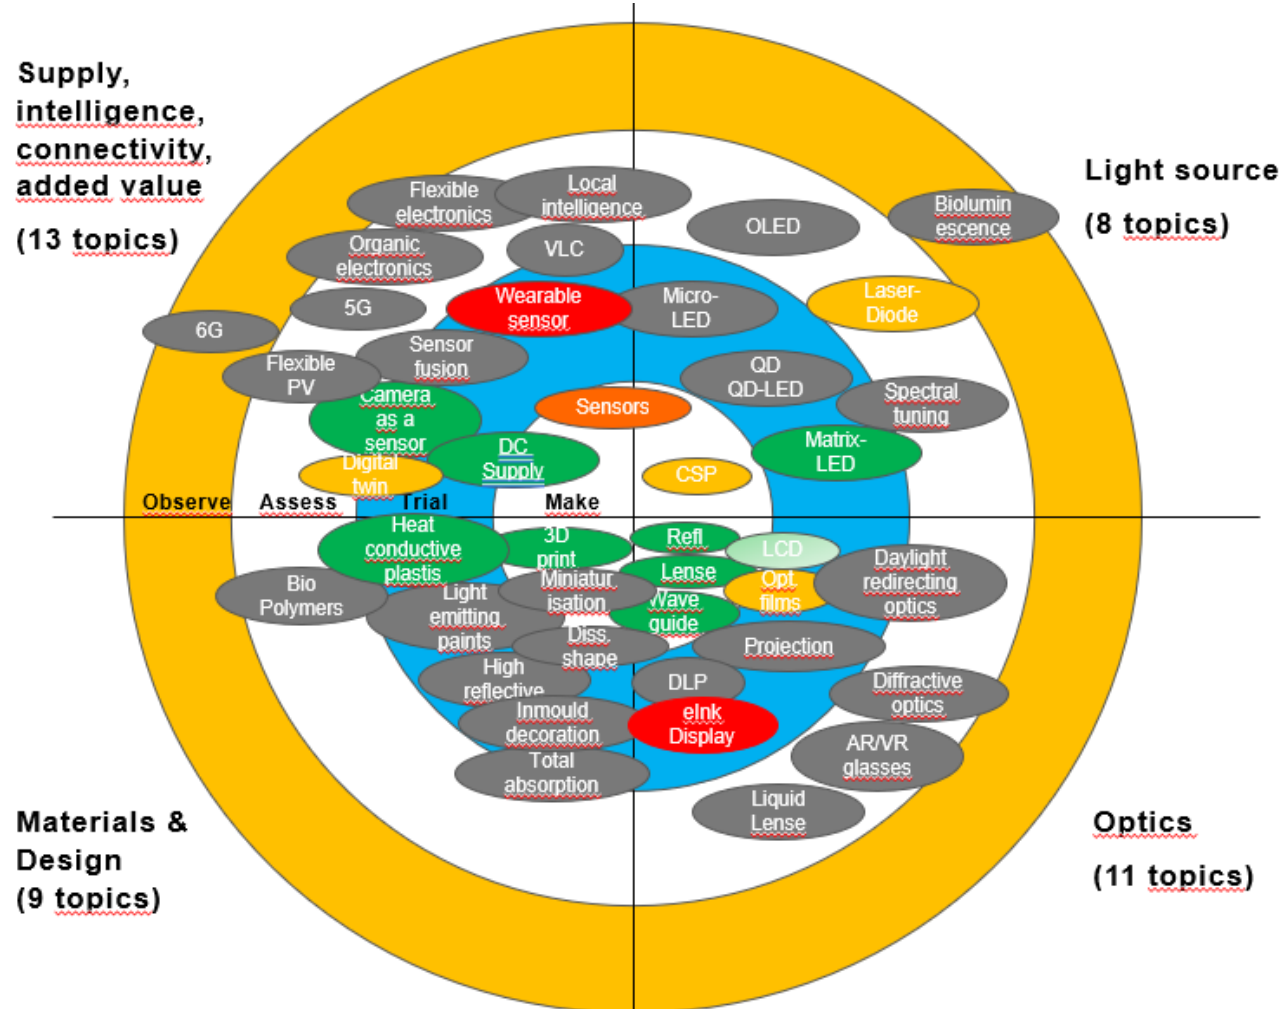 Supply,
intelligence,
connectivity,
added value
(13 topics)
Light source
(8 topics)
Flexible
electronics
Local
intelligence
OLED
Biolumin
escence
Organic
electronics
VLC
5G
Wearable
sensor
Micro-
LED
Laser-
Diode
6G
Flexible
PV
Sensor
fusion
QD
QD-LED
Spectral
tuning
Camera
as a
sensor
Sensors
DC
Supply
Matrix-
LED
Digital
twin
CSP
Observe
Assess
Trial
Make
Heat
conductive
plastis
3D
print
Refl
LCD
Daylight
redirecting
optics
Bio
Polymers
Light
emitting
paints
Miniatur
isation
Lense
Opt.
films
Wave
guide
Diss.
shape
Projection
High
reflective
DLP
Diffractive
optics
Inmould
decoration
eInk
Display
AR/VR
glasses
Total
absorption
Liquid
Lense
Materials &
Design
(9 topics)
Optics
(11 topics)